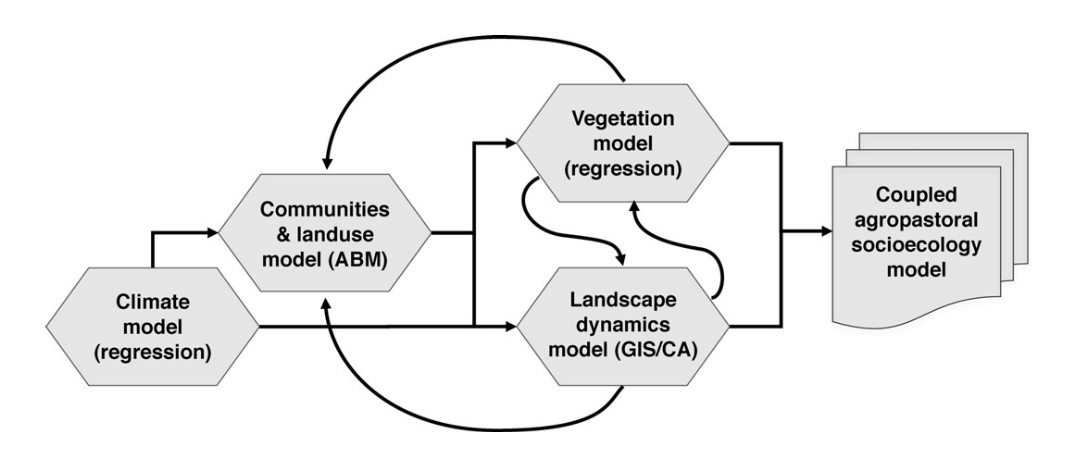 Vegetation
model
(regression)
Communities
& landuse
model (ABM)
Climate
model
(regression)
Landscape
dynamics
model (GIS/CA)
Coupled
agropastoral
socioecology
model